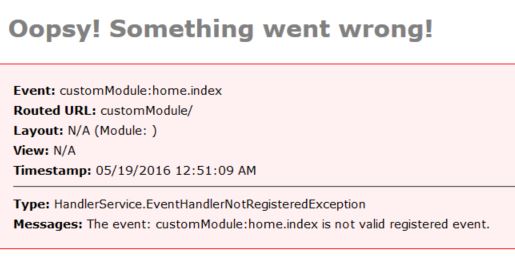 Oopsy! Something went wrong!
Event: customModule:home.index
Routed URL: customModule/
Layout: N/A (Module: )
View: N/A
Timestamp: 05/19/2016 12:51:09 AM
Type: HandlerService.EventHandlerNotRegisteredException
Messages: The event: customModule:home.index is not valid registered event.